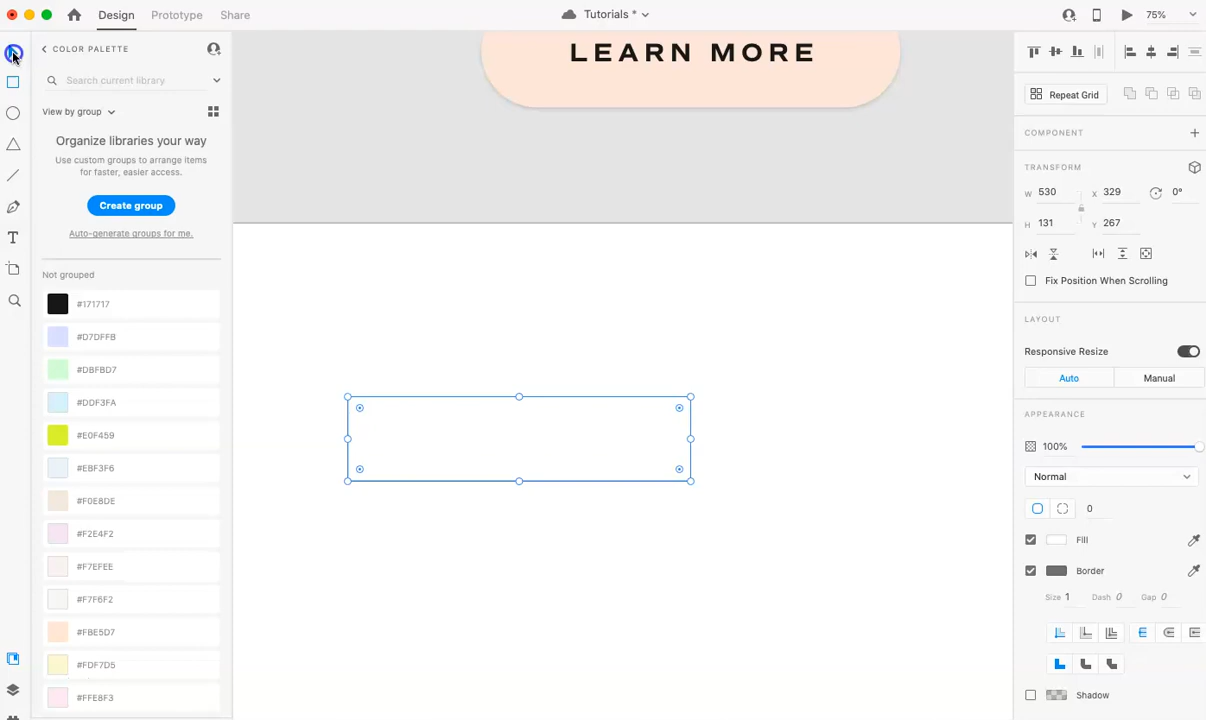 Design Prototype Share
Tutorials *
75%
COLOR PALETTE
Search current library
View by group
Organize libraries your way
Use custom groups to arrange items
for faster, easier access.
Create group
Auto-generate groups for me.
Not grouped
#171717
#D7DFFB
#DBFBD7
#DDF3FA
#E0F459
#EBF3F6
#F0E8DE
#F2E4F2
#F7EFEE
#F7F6F2
#FBE5D7
#FDF7D5
#FFE8F3
LEARN MORE
Repeat Grid
COMPONENT
TRANSFORM
W 530 X 329 0°
H 131 Y 267
Fix Position When Scrolling
LAYOUT
Responsive Resize
Auto Manual
APPEARANCE
100%
Normal
0
Fill
Border
Size 1 Dash 0 Gap 0
Shadow